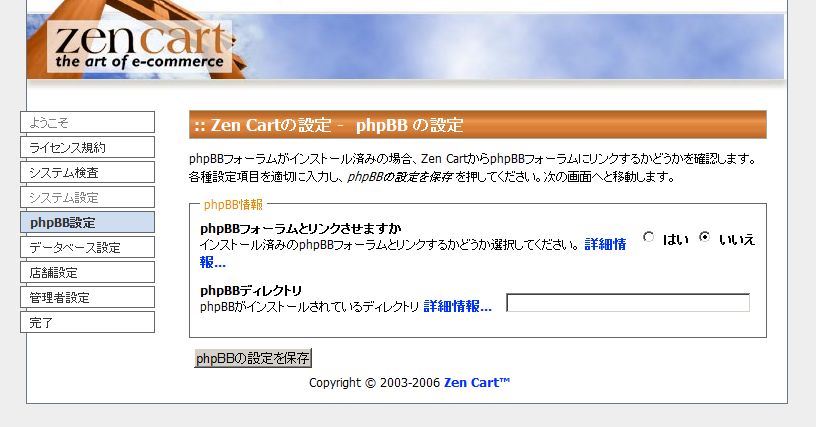 zen cart
the art of e-commerce
ようこそ
ライセンス規約
システム検査
システム設定
phpBB設定
データベース設定
店舗設定
管理者設定
完了
:: Zen Cartの設定 - phpBB の設定
phpBBフォーラムがインストール済みの場合、Zen CartからphpBBフォーラムにリンクするかどうかを確認します。
各種設定項目を適切に入力し、phpBBの設定を保存 を押してください。次の画面へと移動します。
phpBB情報
phpBBフォーラムとリンクさせますか
インストール済みのphpBBフォーラムとリンクするかどうか選択してください。 詳細情
報...
はい いいえ
phpBBディレクトリ
phpBBがインストールされているディレクトリ 詳細情報...
phpBBの設定を保存
Copyright © 2003-2006 Zen Cart™